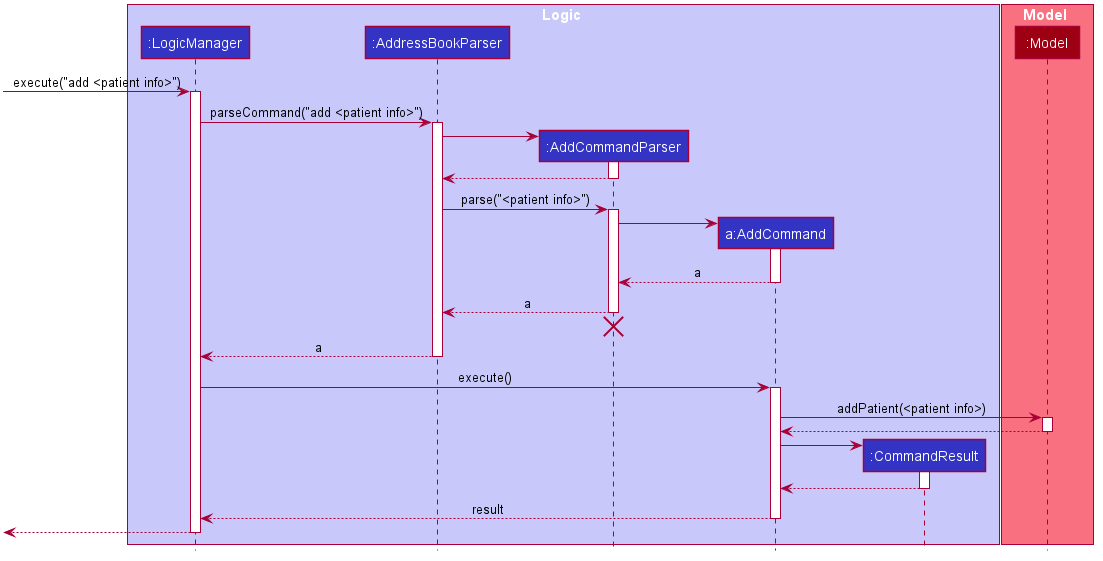 Logic
Model
:LogicManager
:AddressBookParser
:Model
execute("add <patient info>")
parseCommand("add <patient info>")
:AddCommandParser
parse("<patient info>")
a:AddCommand
a
a
a
execute()
addPatient(<patient info>)
:CommandResult
result